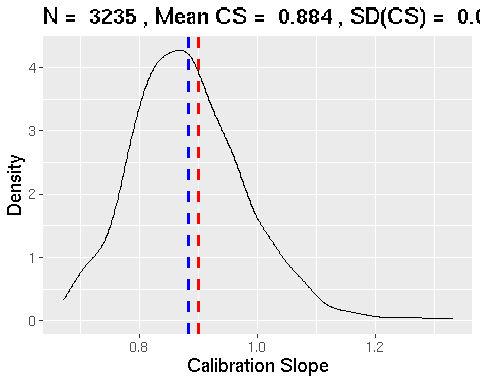 N =  3235 , Mean CS =  0.884 , SD(CS) =  0.0
4
3
2
1
0
Density
0.8
1.0
1.2
Calibration Slope